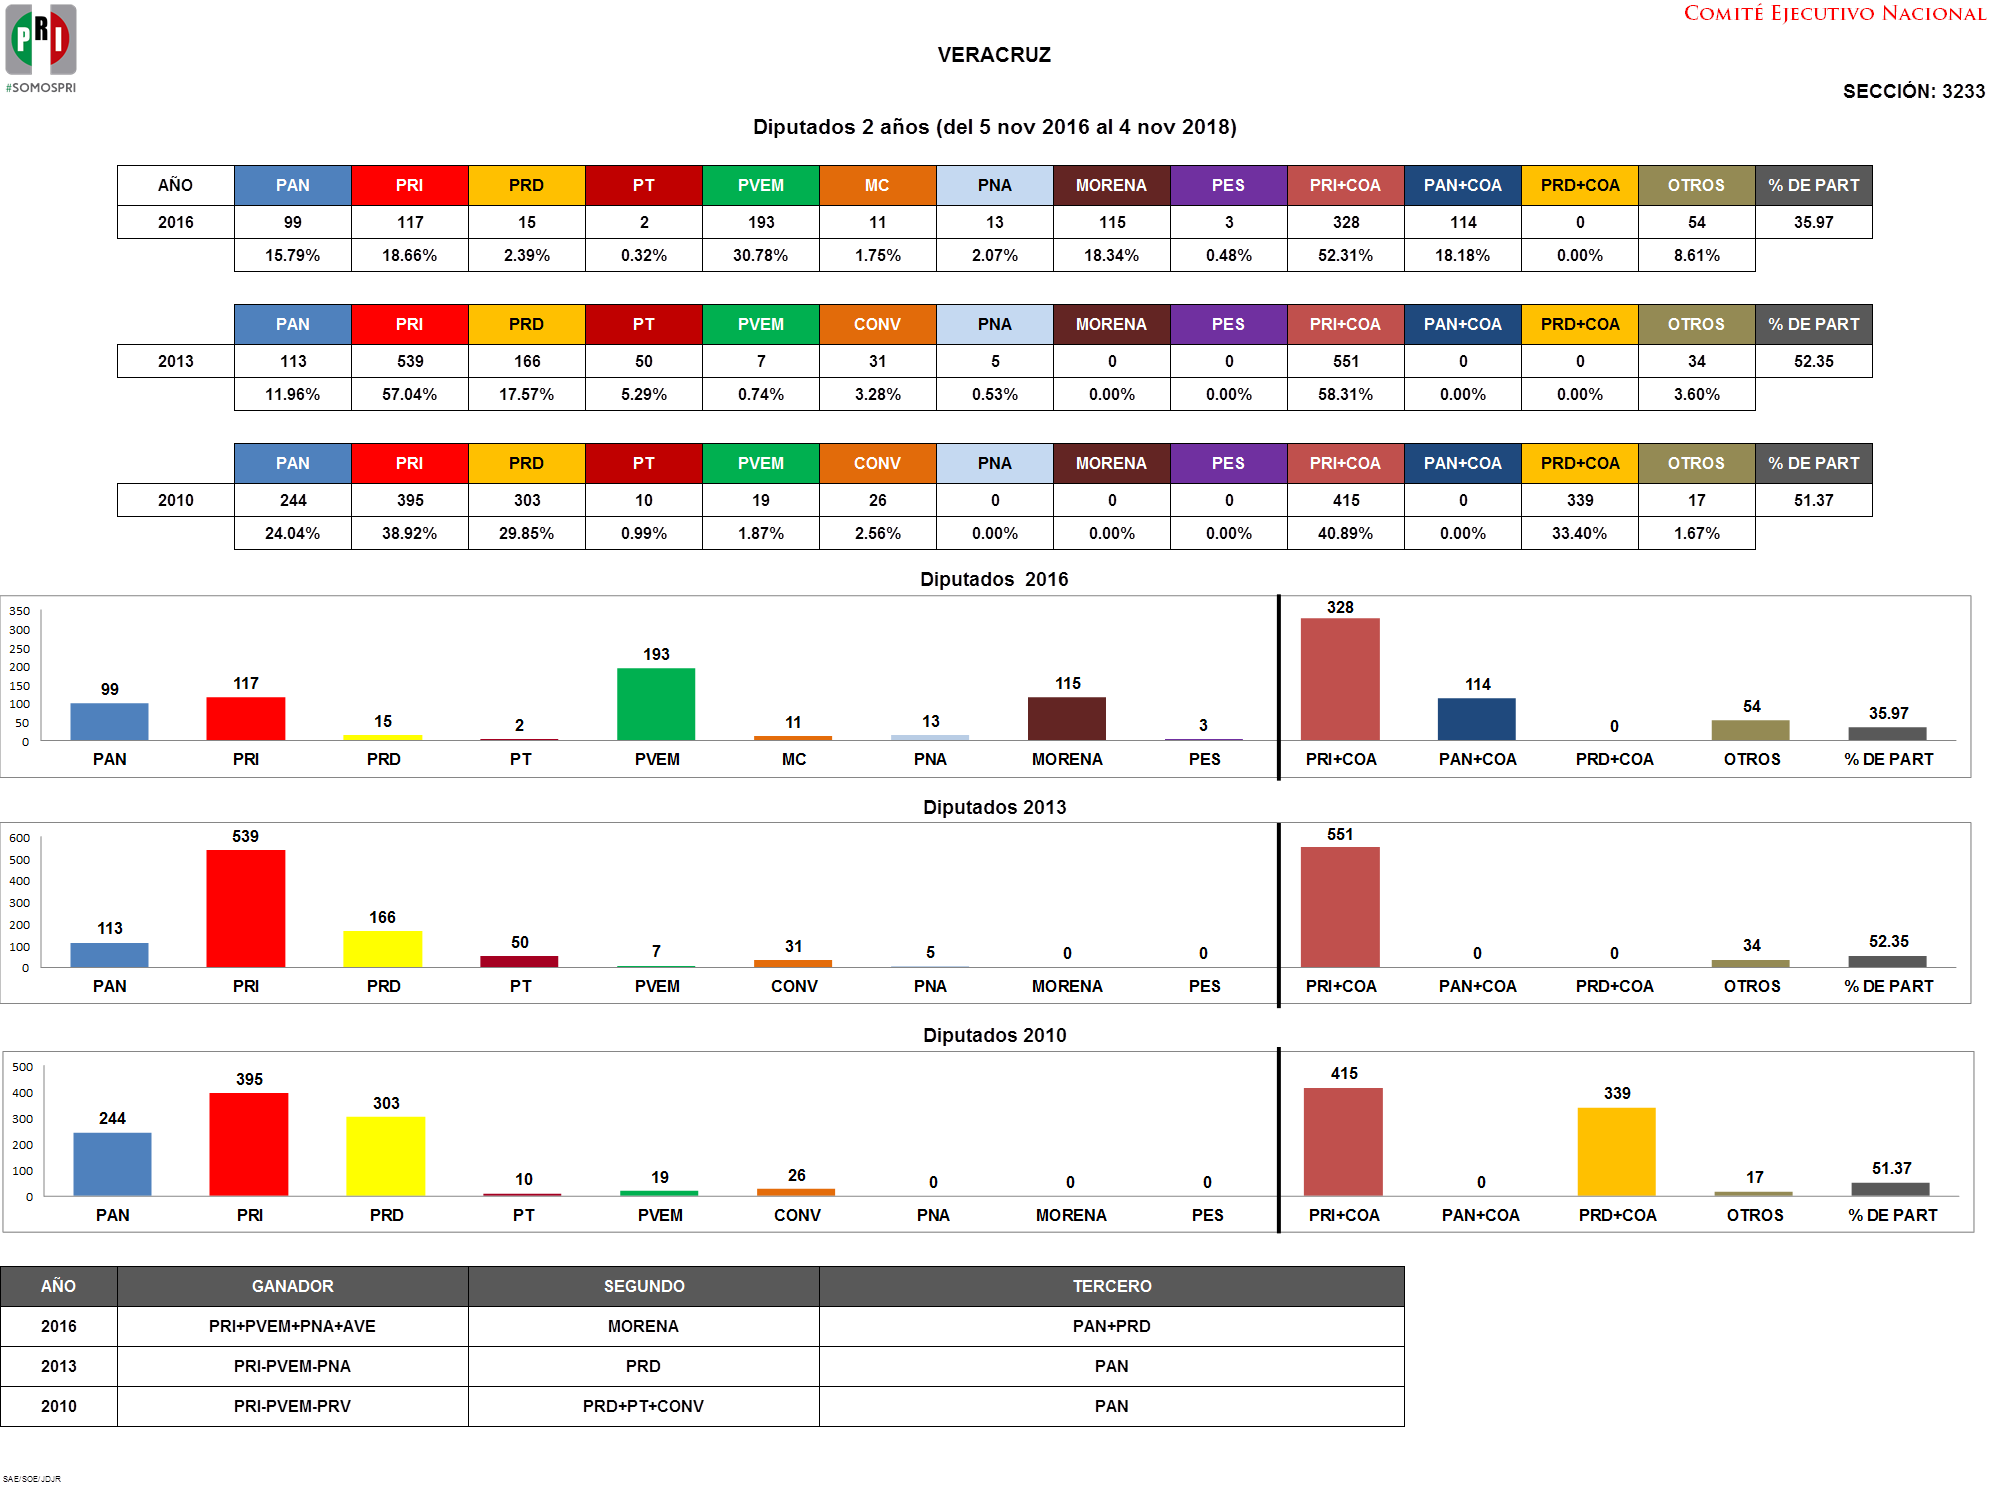 PRI
#SOMOSPRI
COMITÉ EJECUTIVO NACIONAL
VERACRUZ
SECCIÓN: 3233
Diputados 2 años (del 5 nov 2016 al 4 nov 2018)
AÑO PAN PRI PRD PT PVEM MC PNA MORENA PES PRI+COA PAN+COA PRD+COA OTROS % DE PART
2016 99 117 15 2 193 11 13 115 3 328 114 0 54 35.97
15.79% 18.66% 2.39% 0.32% 30.78% 1.75% 2.07% 18.34% 0.48% 52.31% 18.18% 0.00% 8.61%
PAN PRI PRD PT PVEM CONV PNA MORENA PES PRI+COA PAN+COA PRD+COA OTROS % DE PART
2013 113 539 166 50 7 31 5 0 0 551 0 0 34 52.35
11.96% 57.04% 17.57% 5.29% 0.74% 3.28% 0.53% 0.00% 0.00% 58.31% 0.00% 0.00% 3.60%
PAN PRI PRD PT PVEM CONV PNA MORENA PES PRI+COA PAN+COA PRD+COA OTROS % DE PART
2010 244 395 303 10 19 26 0 0 0 415 0 339 17 51.37
24.04% 38.92% 29.85% 0.99% 1.87% 2.56% 0.00% 0.00% 0.00% 40.89% 0.00% 33.40% 1.67%
Diputados 2016
350
300
250
200
150
100
50
0
99 117 15 2 193 11 13 115 3 328 114 0 54 35.97
PAN PRI PRD PT PVEM MC PNA MORENA PES PRI+COA PAN+COA PRD+COA OTROS % DE PART
Diputados 2013
600
500
400
300
200
100
0
113 539 166 50 7 31 5 0 0 551 0 0 34 52.35
PAN PRI PRD PT PVEM CONV PNA MORENA PES PRI+COA PAN+COA PRD+COA OTROS % DE PART
Diputados 2010
500
400
300
200
100
0
244 395 303 10 19 26 0 0 0 415 0 339 17 51.37
PAN PRI PRD PT PVEM CONV PNA MORENA PES PRI+COA PAN+COA PRD+COA OTROS % DE PART
AÑO GANADOR SEGUNDO TERCERO
2016 PRI+PVEM+PNA+AVE MORENA PAN+PRD
2013 PRI-PVEM-PNA PRD PAN
2010 PRI-PVEM-PRV PRD+PT+CONV PAN
SAE/SOE/JDJR